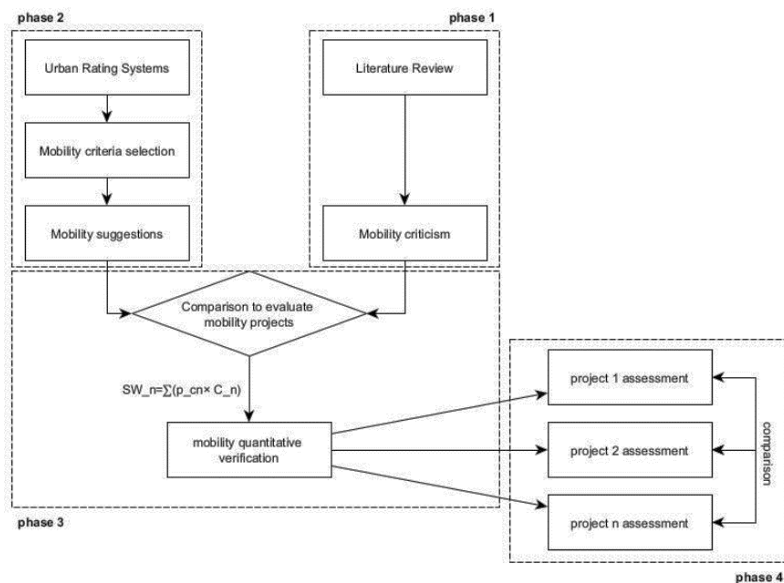 phase 2
phase 1
Urban Rating Systems
Literature Review
Mobility criteria selection
Mobility suggestions
Mobility criticism
Comparison to evaluate
mobility projects
SW_n=∑(p_cn× C_n)
mobility quantitative
verification
project 1 assessment
project 2 assessment
project n assessment
comparison
phase 3
phase 4